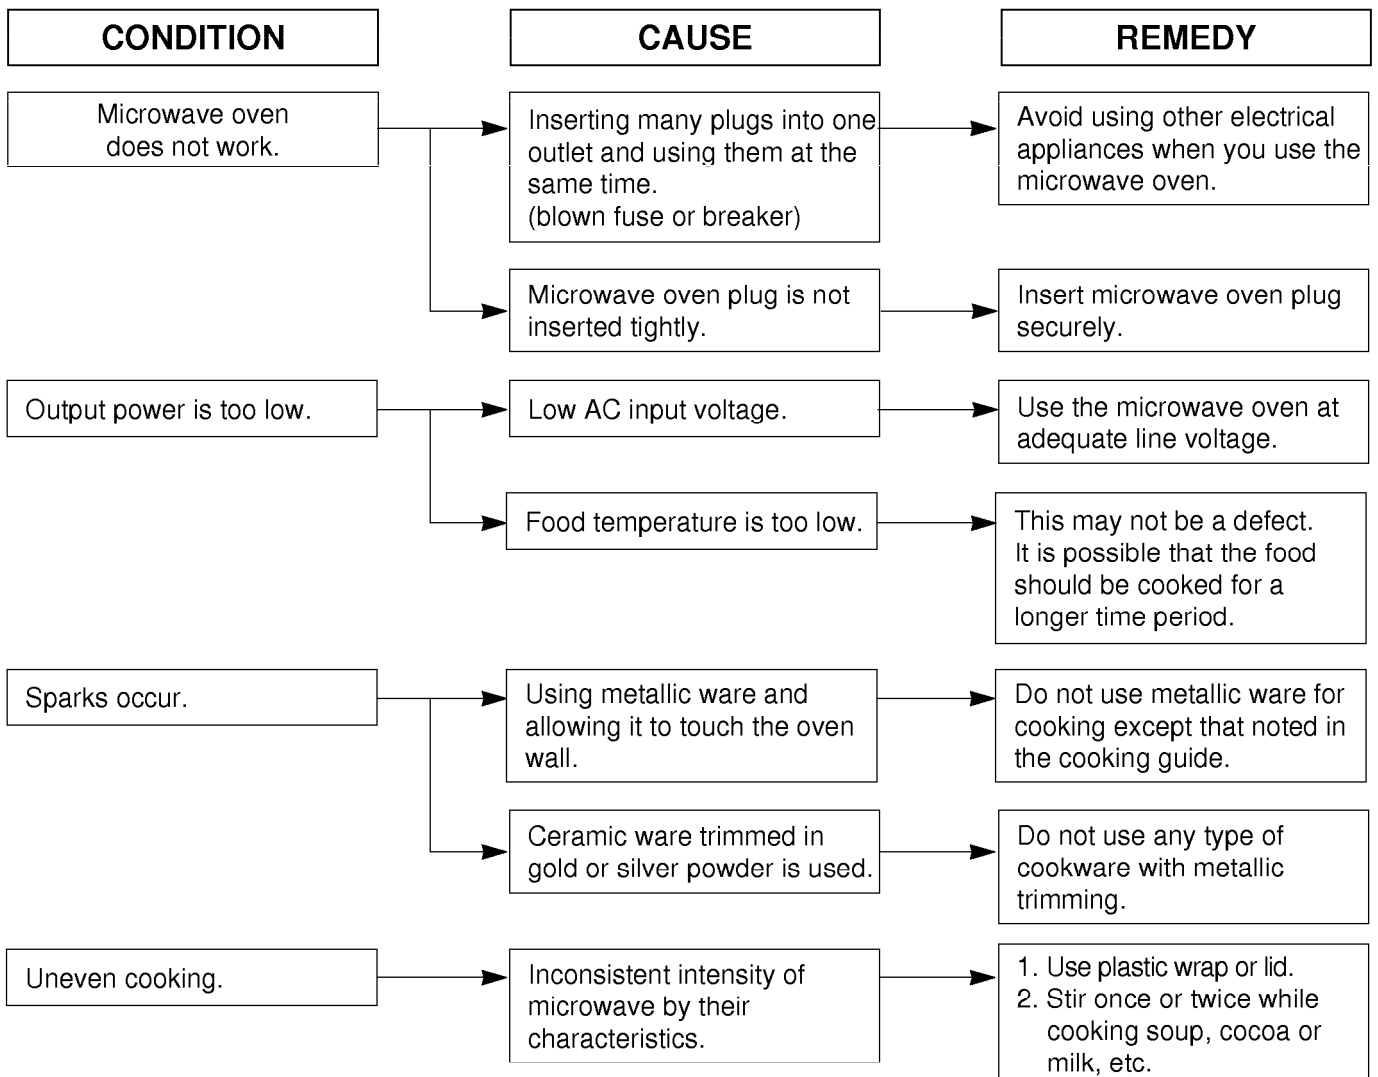 CONDITION
CAUSE
REMEDY
Microwave oven
does not work.
Inserting many plugs into one
outlet and using them at the
same time.
(blown fuse or breaker)
Avoid using other electrical
appliances when you use the
microwave oven.
Microwave oven plug is not
inserted tightly.
Insert microwave oven plug
securely.
Output power is too low.
Low AC input voltage.
Use the microwave oven at
adequate line voltage.
Food temperature is too low.
This may not be a defect.
It is possible that the food
should be cooked for a
longer time period.
Sparks occur.
Using metallic ware and
allowing it to touch the oven
wall.
Do not use metallic ware for
cooking except that noted in
the cooking guide.
Ceramic ware trimmed in
gold or silver powder is used.
Do not use any type of
cookware with metallic
trimming.
Uneven cooking.
Inconsistent intensity of
microwave by their
characteristics.
1. Use plastic wrap or lid.
2. Stir once or twice while
cooking soup, cocoa or
milk, etc.